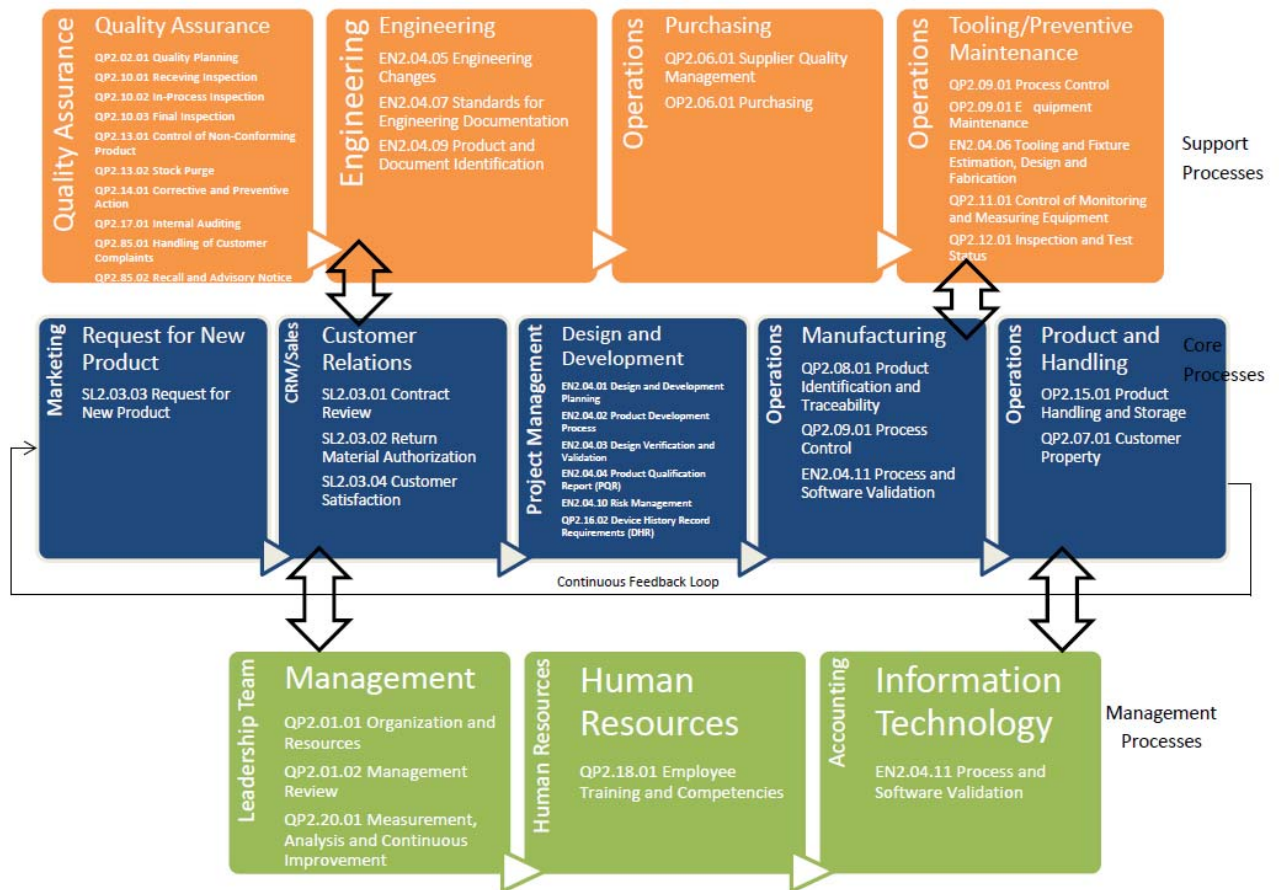 Quality Assurance
Quality Assurance
QP2.02.01 Quality Planning
QP2.10.01 Receving Inspection
QP2.10.02 In-Process Inspection
QP2.10.03 Final Inspection
QP2.13.01 Control of Non-Conforming
Product
QP2.13.02 Stock Purge
QP2.14.01 Corrective and Preventive
Action
QP2.17.01 Internal Auditing
QP2.85.01 Handling of Customer
Complaints
QP2.85.02 Recall and Advisory Notice
Engineering
Engineering
EN2.04.05 Engineering
Changes
EN2.04.07 Standards for
Engineering Documentation
EN2.04.09 Product and
Document Identification
Operations
Purchasing
QP2.06.01 Supplier Quality
Management
OP2.06.01 Purchasing
Operations
Tooling/Preventive
Maintenance
QP2.09.01 Process Control
OP2.09.01 E quipment
Maintenance
EN2.04.06 Tooling and Fixture
Estimation, Design and
Fabrication
QP2.11.01 Control of Monitoring
and Measuring Equipment
QP2.12.01 Inspection and Test
Status
Support
Processes
Marketing
Request for New
Product
SL2.03.03 Request for
New Product
CRM/Sales
Customer
Relations
SL2.03.01 Contract
Review
SL2.03.02 Return
Material Authorization
SL2.03.04 Customer
Satisfaction
Project Management
Design and
Development
EN2.04.01 Design and Development
Planning
EN2.04.02 Product Development
Process
EN2.04.03 Design Verification and
Validation
EN2.04.04 Product Qualification
Report (PQR)
EN2.04.10 Risk Management
QP2.16.02 Device History Record
Requirements (DHR)
Operations
Manufacturing
QP2.08.01 Product
Identification and
Traceability
QP2.09.01 Process
Control
EN2.04.11 Process and
Software Validation
Operations
Product and
Handling
OP2.15.01 Product
Handling and Storage
QP2.07.01 Customer
Property
Core
Processes
Continuous Feedback Loop
Leadership Team
Management
QP2.01.01 Organization and
Resources
QP2.01.02 Management
Review
QP2.20.01 Measurement,
Analysis and Continuous
Improvement
Human Resources
Human
Resources
QP2.18.01 Employee
Training and Competencies
Accounting
Information
Technology
EN2.04.11 Process and
Software Validation
Management
Processes